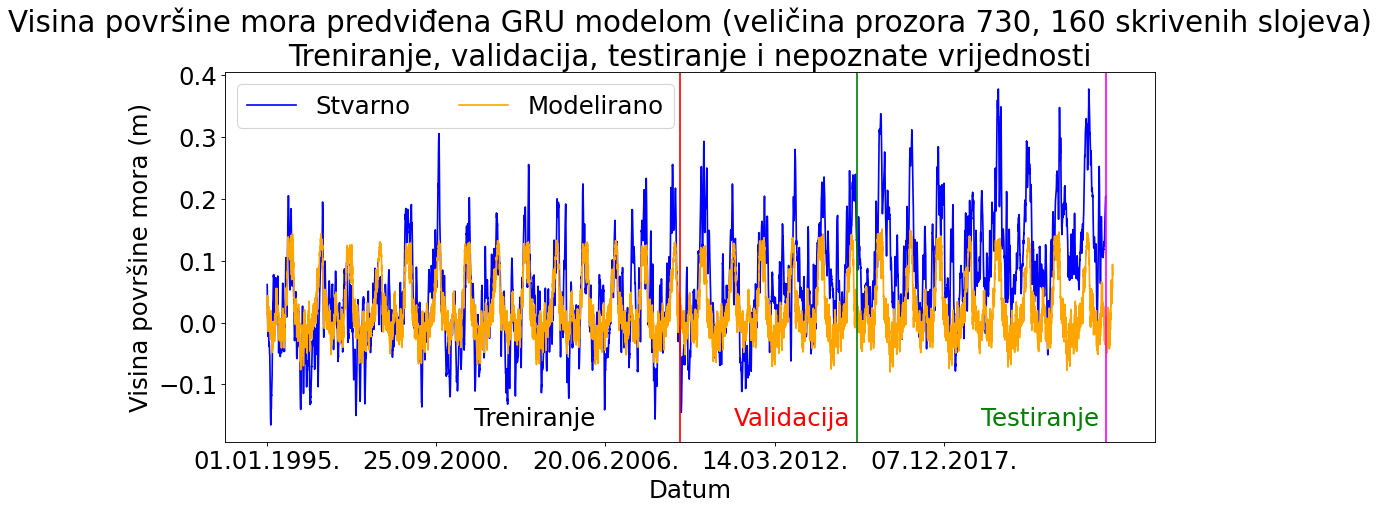 Visina površine mora predviđena GRU modelom (veličina prozora 730, 160 skrivenih slojeva)
Treniranje, validacija, testiranje i nepoznate vrijednosti
Stvarno
Modelirano
0.4
0.3
0.2
0.1
0.0
−0.1
Visina površine mora (m)
Treniranje
Validacija
Testiranje
01.01.1995.
25.09.2000.
20.06.2006.
14.03.2012.
07.12.2017.
Datum